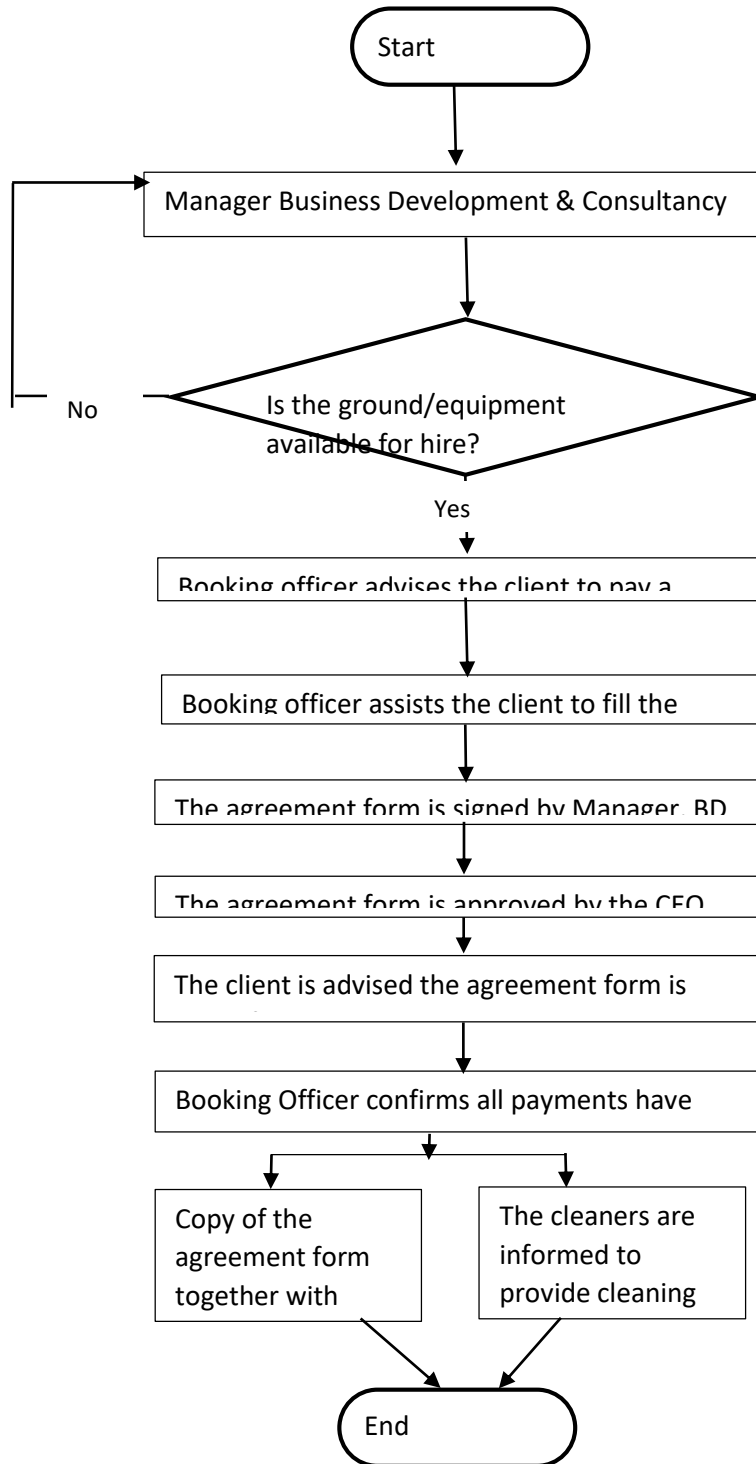 Start
Manager Business Development & Consultancy
Is the ground/equipment
available for hire?
No
Yes
Booking officer advises the client to pay a
Booking officer assists the client to fill the
The agreement form is signed by Manager, BD
The agreement form is approved by the CEO
The client is advised the agreement form is
Booking Officer confirms all payments have
Copy of the
agreement form
together with
The cleaners are
informed to
provide cleaning
End